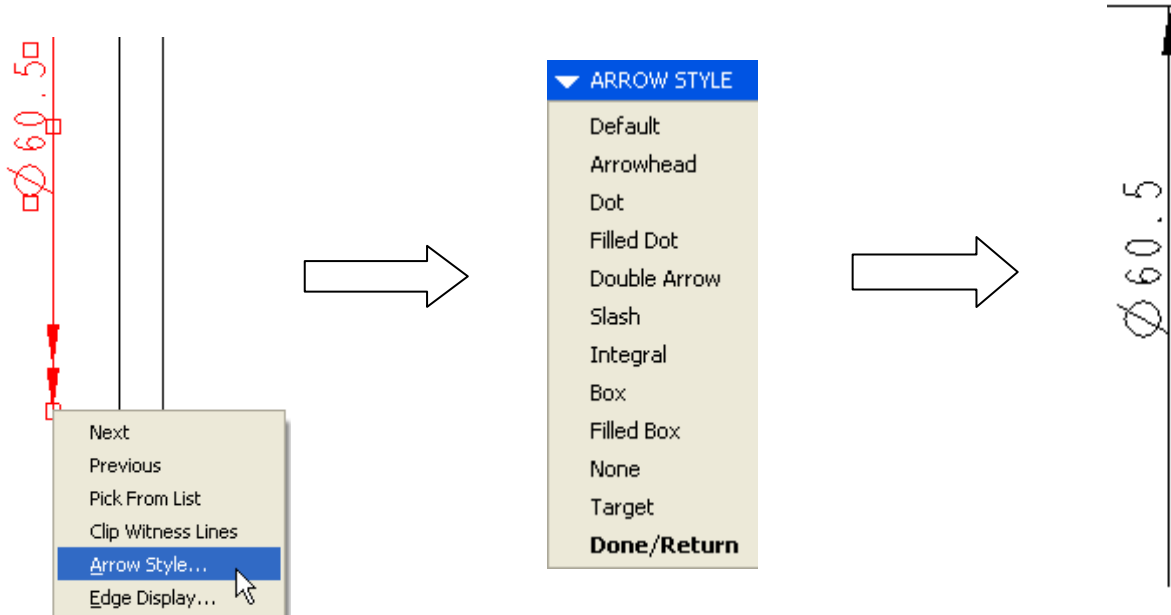 Ø60.5
Next
Previous
Pick From List
Clip Witness Lines
Arrow Style...
Edge Display...
ARROW STYLE
Default
Arrowhead
Dot
Filled Dot
Double Arrow
Slash
Integral
Box
Filled Box
None
Target
Done/Return
Ø60.5